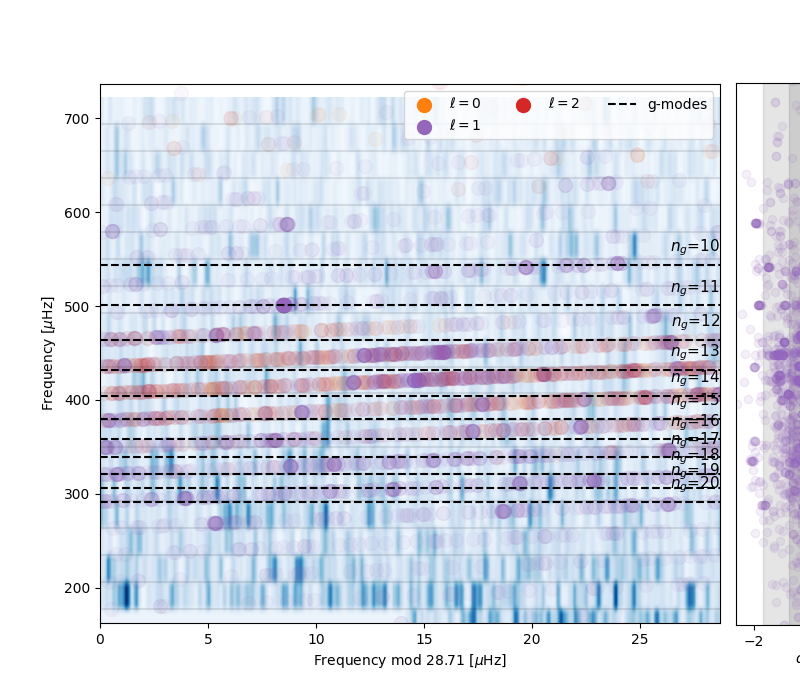 ℓ = 0
ℓ = 1
ℓ = 2
g-modes
Frequency [μHz]
700
600
500
400
300
200
n_g=10
n_g=11
n_g=12
n_g=13
n_g=14
n_g=15
n_g=16
n_g=17
n_g=18
n_g=19
n_g=20
0 5 10 15 20 25
Frequency mod 28.71 [μHz]
−2